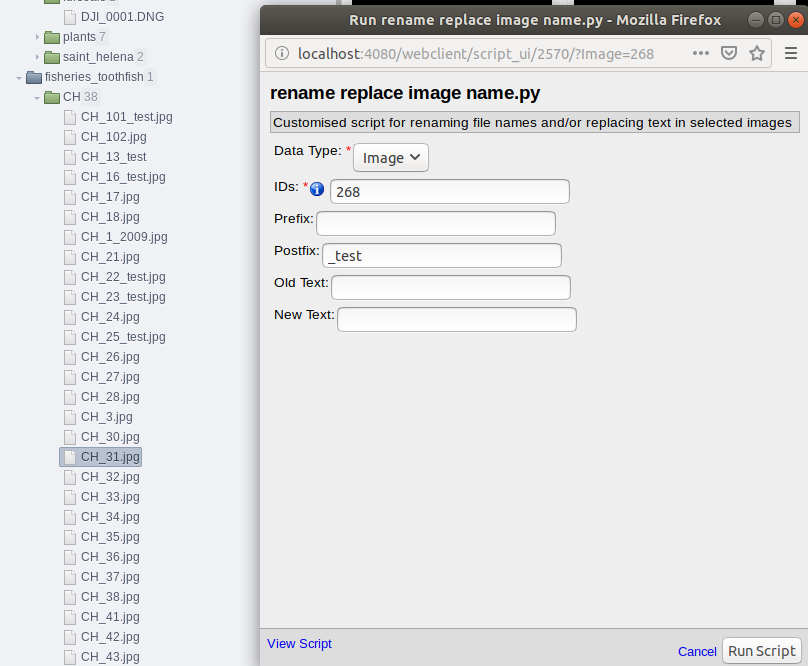 furseals 2
DJI_0001.DNG
plants 7
saint_helena 2
fisheries_toothfish 1
CH 38
CH_101_test.jpg
CH_102.jpg
CH_13_test
CH_16_test.jpg
CH_17.jpg
CH_18.jpg
CH_1_2009.jpg
CH_21.jpg
CH_22_test.jpg
CH_23_test.jpg
CH_24.jpg
CH_25_test.jpg
CH_26.jpg
CH_27.jpg
CH_28.jpg
CH_3.jpg
CH_30.jpg
CH_31.jpg
CH_32.jpg
CH_33.jpg
CH_34.jpg
CH_35.jpg
CH_36.jpg
CH_37.jpg
CH_38.jpg
CH_41.jpg
CH_42.jpg
CH_43.jpg
Run rename replace image name.py - Mozilla Firefox
localhost:4080/webclient/script_ui/2570/?Image=268
rename replace image name.py
Customised script for renaming file names and/or replacing text in selected images
Data Type: * Image
IDs: * 268
Prefix:
Postfix: _test
Old Text:
New Text:
View Script
Cancel Run Script